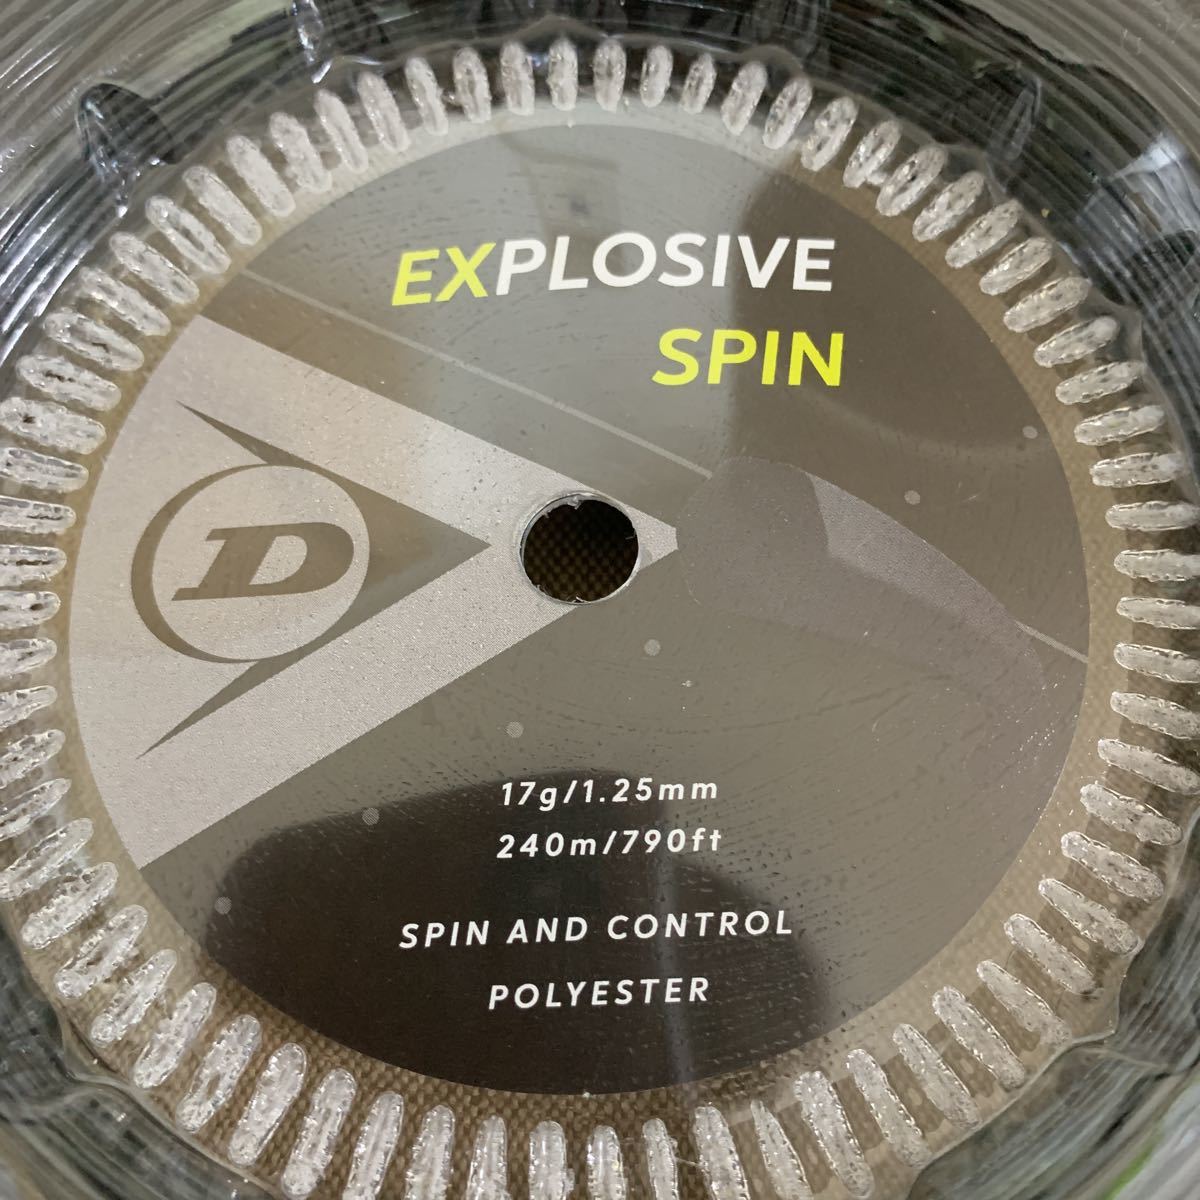 EXPLOSIVE
SPIN
D
17g/1.25mm
240m/790ft
SPIN AND CONTROL
POLYESTER